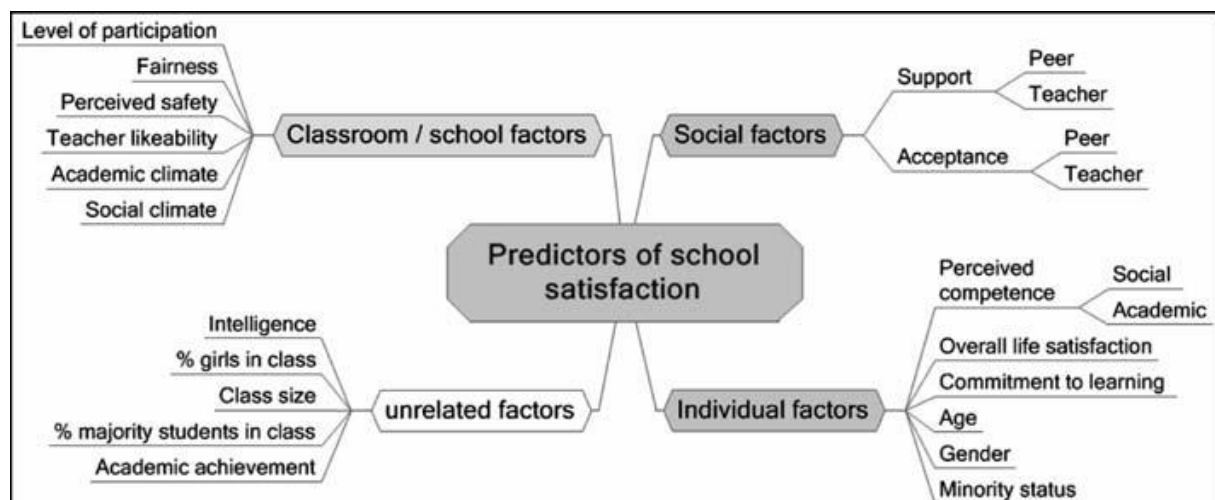 Level of participation
Fairness
Perceived safety
Teacher likeability
Academic climate
Social climate
Classroom / school factors
Social factors
Support
Peer
Teacher
Acceptance
Peer
Teacher
Predictors of school
satisfaction
Intelligence
% girls in class
Class size
% majority students in class
Academic achievement
unrelated factors
Individual factors
Perceived
competence
Social
Academic
Overall life satisfaction
Commitment to learning
Age
Gender
Minority status